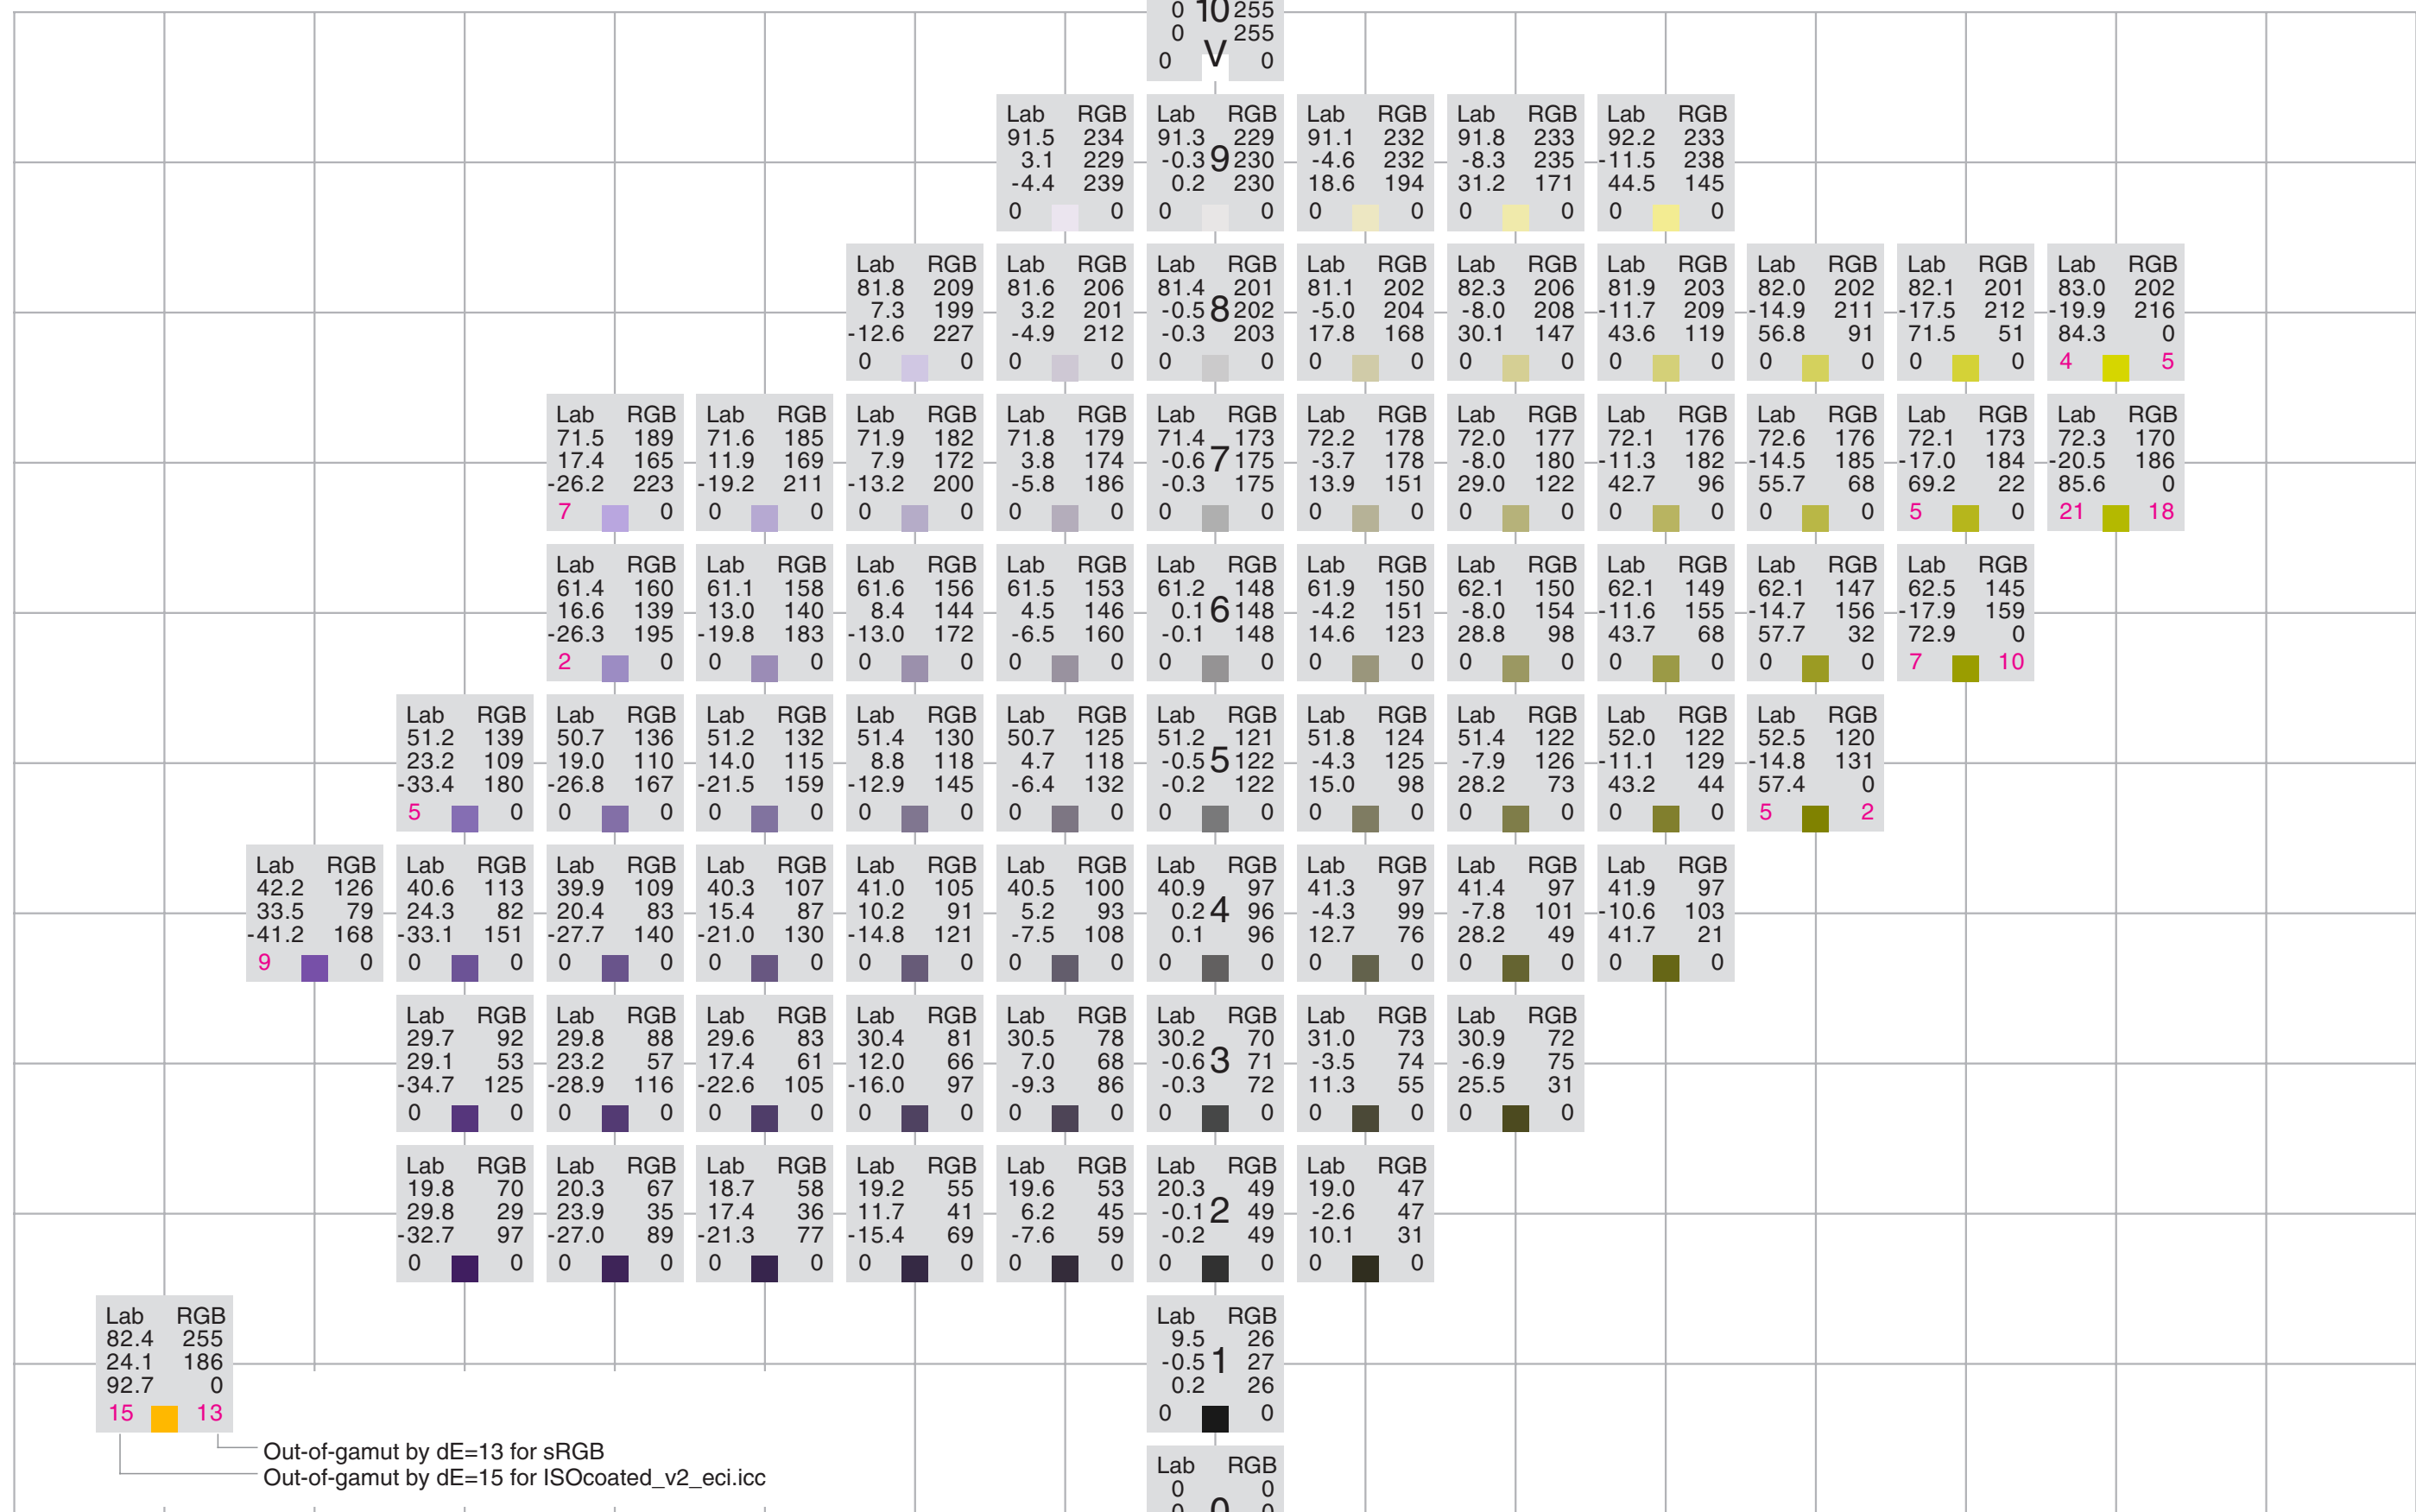 0 10 255
0 255
V
0 0
Lab RGB Lab RGB Lab RGB Lab RGB Lab RGB
91.5 234 91.3 229 91.1 232 91.8 233 92.2 233
3.1 229 -0.3 9 230 -4.6 232 -8.3 235 -11.5 238
-4.4 239 0.2 230 18.6 194 31.2 171 44.5 145
0 0 0 0 0 0 0 0 0 0
Lab RGB Lab RGB Lab RGB Lab RGB Lab RGB Lab RGB Lab RGB Lab RGB Lab RGB
81.8 209 81.6 206 81.4 201 81.1 202 82.3 206 81.9 203 82.0 202 82.1 201 83.0 202
7.3 199 3.2 201 -0.5 8 202 -5.0 204 -8.0 208 -11.7 209 -14.9 211 -17.5 212 -19.9 216
-12.6 227 -4.9 212 -0.3 203 17.8 168 30.1 147 43.6 119 56.8 91 71.5 51 84.3 0
0 0 0 0 0 0 0 0 0 0 0 0 0 0 0 0 4 5
Lab RGB Lab RGB Lab RGB Lab RGB Lab RGB Lab RGB Lab RGB Lab RGB Lab RGB Lab RGB Lab RGB
71.5 189 71.6 185 71.9 182 71.8 179 71.4 173 72.2 178 72.0 177 72.1 176 72.6 176 72.1 173 72.3 170
17.4 165 11.9 169 7.9 172 3.8 174 -0.6 7 175 -3.7 178 -8.0 180 -11.3 182 -14.5 185 -17.0 184 -20.5 186
-26.2 223 -19.2 211 -13.2 200 -5.8 186 -0.3 175 13.9 151 29.0 122 42.7 96 55.7 68 69.2 22 85.6 0
7 0 0 0 0 0 0 0 0 0 0 0 0 0 0 0 0 0 5 0 21 18
Lab RGB Lab RGB Lab RGB Lab RGB Lab RGB Lab RGB Lab RGB Lab RGB Lab RGB Lab RGB
61.4 160 61.1 158 61.6 156 61.5 153 61.2 148 61.9 150 62.1 150 62.1 149 62.1 147 62.5 145
16.6 139 13.0 140 8.4 144 4.5 146 0.1 6 148 -4.2 151 -8.0 154 -11.6 155 -14.7 156 -17.9 159
-26.3 195 -19.8 183 -13.0 172 -6.5 160 -0.1 148 14.6 123 28.8 98 43.7 68 57.7 32 72.9 0
2 0 0 0 0 0 0 0 0 0 0 0 0 0 0 0 0 0 7 10
Lab RGB Lab RGB Lab RGB Lab RGB Lab RGB Lab RGB Lab RGB Lab RGB Lab RGB Lab RGB
51.2 139 50.7 136 51.2 132 51.4 130 50.7 125 51.2 121 51.8 124 51.4 122 52.0 122 52.5 120
23.2 109 19.0 110 14.0 115 8.8 118 4.7 118 -0.5 5 122 -4.3 125 -7.9 126 -11.1 129 -14.8 131
-33.4 180 -26.8 167 -21.5 159 -12.9 145 -6.4 132 -0.2 122 15.0 98 28.2 73 43.2 44 57.4 0
5 0 0 0 0 0 0 0 0 0 0 0 0 0 0 0 0 0 5 2
Lab RGB Lab RGB Lab RGB Lab RGB Lab RGB Lab RGB Lab RGB Lab RGB Lab RGB Lab RGB
42.2 126 40.6 113 39.9 109 40.3 107 41.0 105 40.5 100 40.9 97 41.3 97 41.4 97 41.9 97
33.5 79 24.3 82 20.4 83 15.4 87 10.2 91 5.2 93 0.2 4 96 -4.3 99 -7.8 101 -10.6 103
-41.2 168 -33.1 151 -27.7 140 -21.0 130 -14.8 121 -7.5 108 0.1 96 12.7 76 28.2 49 41.7 21
9 0 0 0 0 0 0 0 0 0 0 0 0 0 0 0 0 0 0 0
Lab RGB Lab RGB Lab RGB Lab RGB Lab RGB Lab RGB Lab RGB Lab RGB
29.7 92 29.8 88 29.6 83 30.4 81 30.5 78 30.2 70 31.0 73 30.9 72
29.1 53 23.2 57 17.4 61 12.0 66 7.0 68 -0.6 3 71 -3.5 74 -6.9 75
-34.7 125 -28.9 116 -22.6 105 -16.0 97 -9.3 86 -0.3 72 11.3 55 25.5 31
0 0 0 0 0 0 0 0 0 0 0 0 0 0 0 0
Lab RGB Lab RGB Lab RGB Lab RGB Lab RGB Lab RGB Lab RGB
19.8 70 20.3 67 18.7 58 19.2 55 19.6 53 20.3 49 19.0 47
29.8 29 23.9 35 17.4 36 11.7 41 6.2 45 -0.1 2 49 -2.6 47
-32.7 97 -27.0 89 -21.3 77 -15.4 69 -7.6 59 -0.2 49 10.1 31
0 0 0 0 0 0 0 0 0 0 0 0 0 0
Lab RGB Lab RGB
82.4 255 9.5 26
24.1 186 -0.5 1 27
92.7 0 0.2 26
15 13 0 0
Out-of-gamut by dE=13 for sRGB
Out-of-gamut by dE=15 for ISOcoated_v2_eci.icc
Lab RGB
0 0
0 0 0